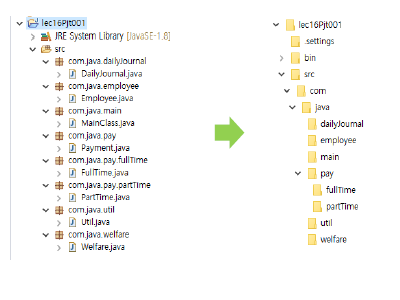 lec16Pjt001
JRE System Library [JavaSE-1.8]
src
com.java.dailyJournal
DailyJournal.java
com.java.employee
Employee.java
com.java.main
MainClass.java
com.java.pay
Payment.java
com.java.pay.fullTime
FullTime.java
com.java.pay.partTime
PartTime.java
com.java.util
Util.java
com.java.welfare
Welfare.java
lec16Pjt001
.settings
bin
src
com
java
dailyJournal
employee
main
pay
fullTime
partTime
util
welfare